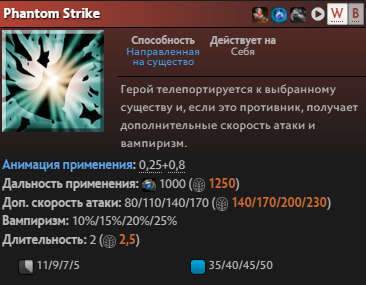 Phantom Strike
W B
Способность
Направленная
на существо
Действует на
Себя
Герой телепортируется к выбранному
существу и, если это противник, получает
дополнительные скорость атаки и
вампиризм.
Анимация применения: 0,25+0,8
Дальность применения: 1000 (1250)
Доп. скорость атаки: 80/110/140/170 (140/170/200/230)
Вампиризм: 10%/15%/20%/25%
Длительность: 2 (2,5)
11/9/7/5
35/40/45/50